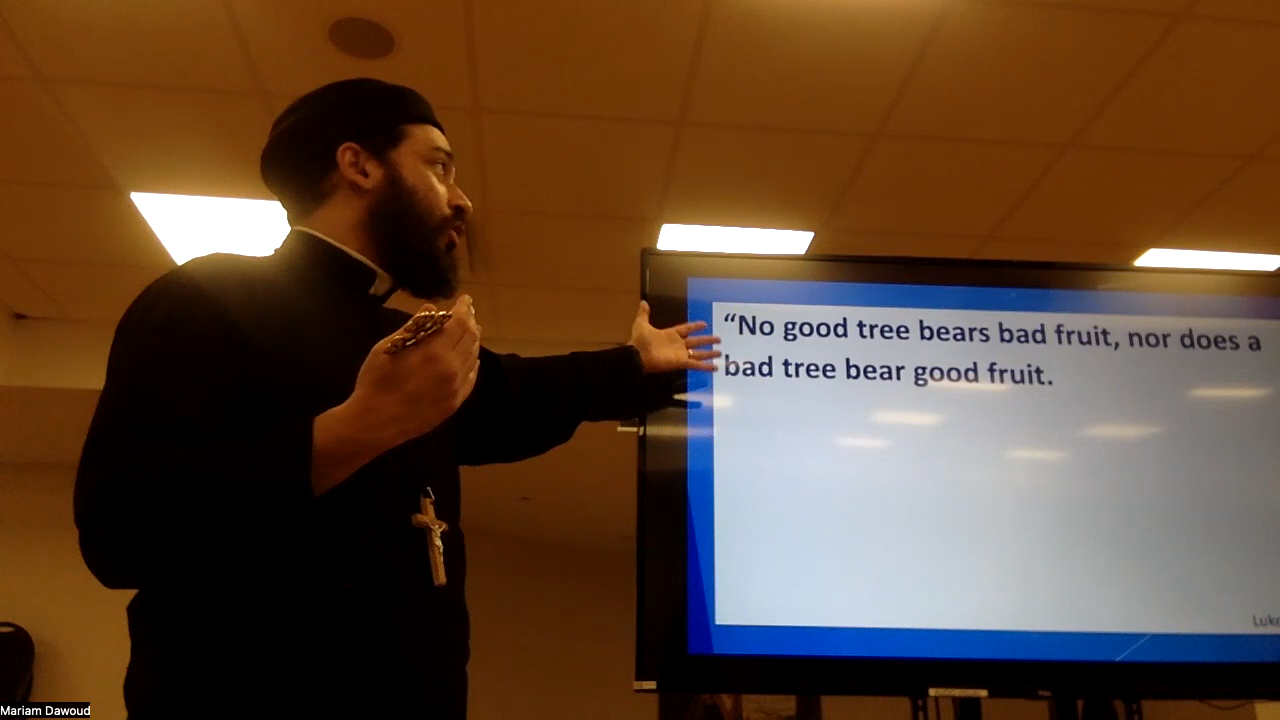 “No good tree bears bad fruit, nor does a
bad tree bear good fruit.
Luke
Mariam Dawoud